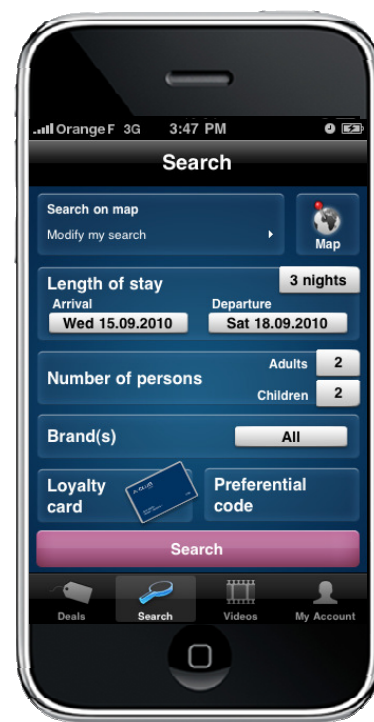 Orange F 3G 3:47 PM
Search
Search on map
Modify my search
Map
Length of stay 3 nights
Arrival Departure
Wed 15.09.2010 Sat 18.09.2010
Adults 2
Number of persons
Children 2
Brand(s) All
Loyalty card
Preferential code
Search
Deals Search Videos My Account